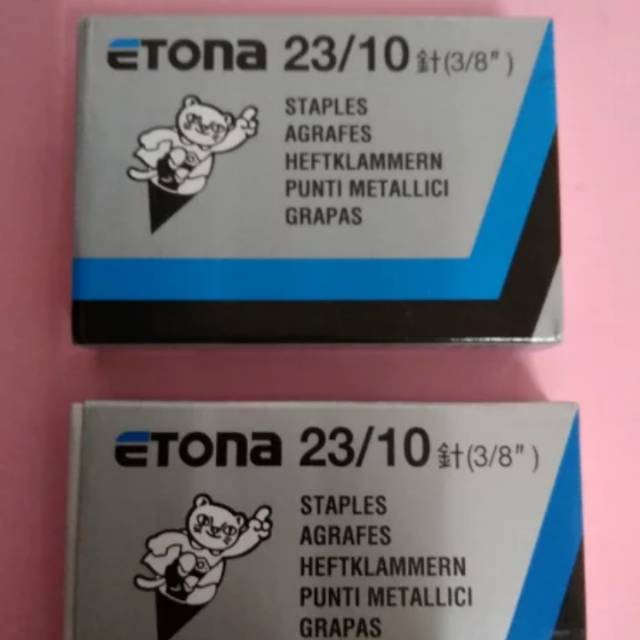 ETONA 23/10 針(3/8")
STAPLES
AGRAFES
HEFTKLAMMERN
PUNTI METALLICI
GRAPAS
ETONA 23/10 針(3/8")
STAPLES
AGRAFES
HEFTKLAMMERN
PUNTI METALLICI
GRAPAS